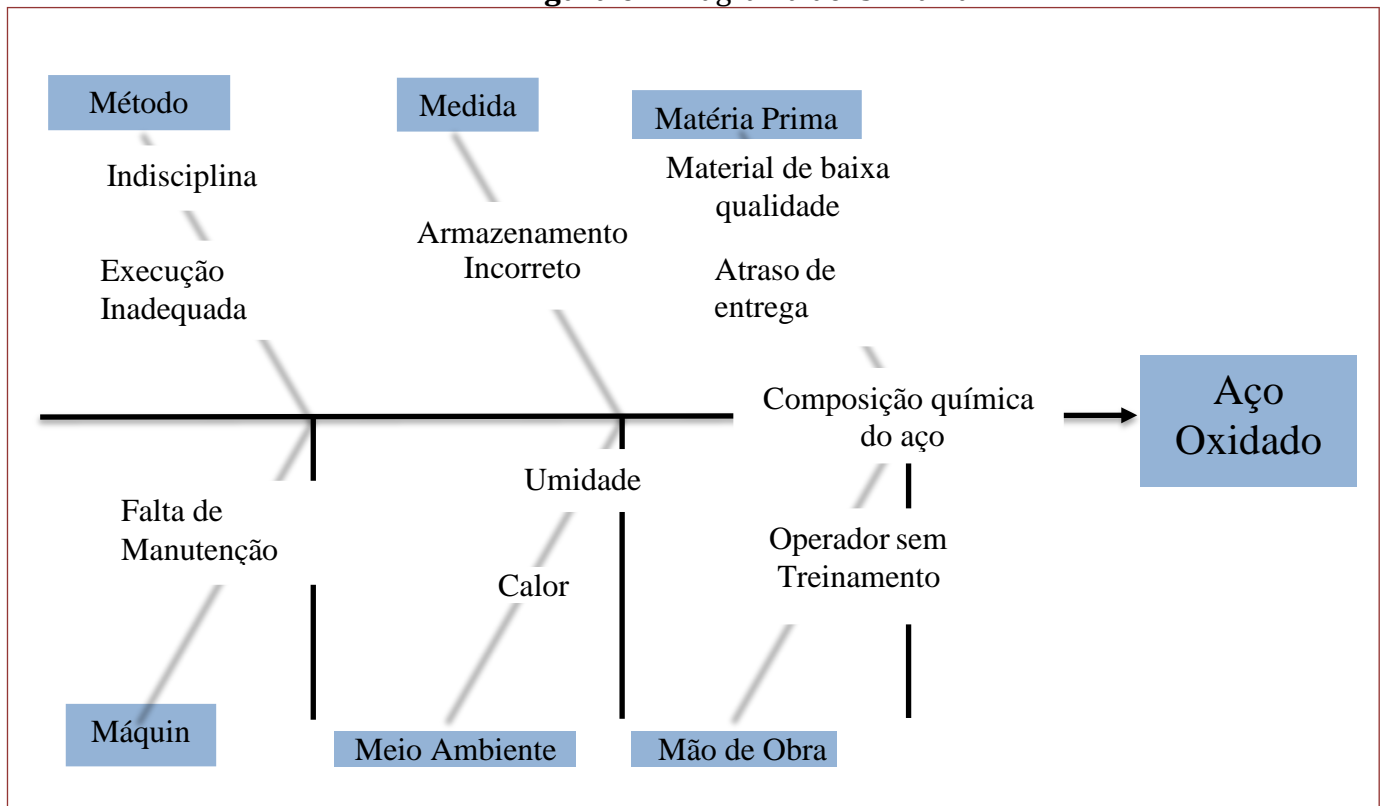 Método
Medida
Matéria Prima
Indisciplina
Material de baixa
qualidade
Armazenamento
Incorreto
Execução
Inadequada
Atraso de
entrega
Composição química
do aço
Aço
Oxidado
Umidade
Falta de
Manutenção
Operador sem
Treinamento
Calor
Máquin
Meio Ambiente
Mão de Obra